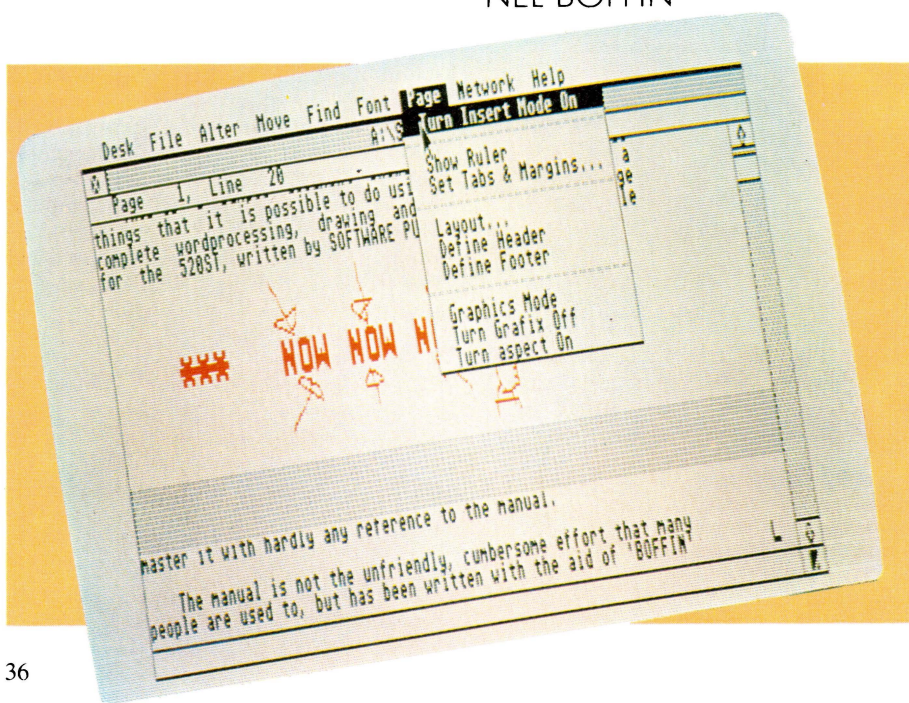 NEE BOFFIN
Desk File Alter Move Find Font Page Network Help
A:\S
Page 1, Line 20
things that it is possible to do usi
complete wordprocessing, drawing and
for the 520ST, written by SOFTWARE PU
a
ge
le
Turn Insert Mode On
Show Ruler
Set Tabs & Margins...
Layout...
Define Header
Define Footer
Graphics Mode
Turn Grafix Off
Turn aspect On
NOW NOW N
master it with hardly any reference to the manual.
The manual is not the unfriendly, cumbersome effort that many
people are used to, but has been written with the aid of 'BOFFIN'
36